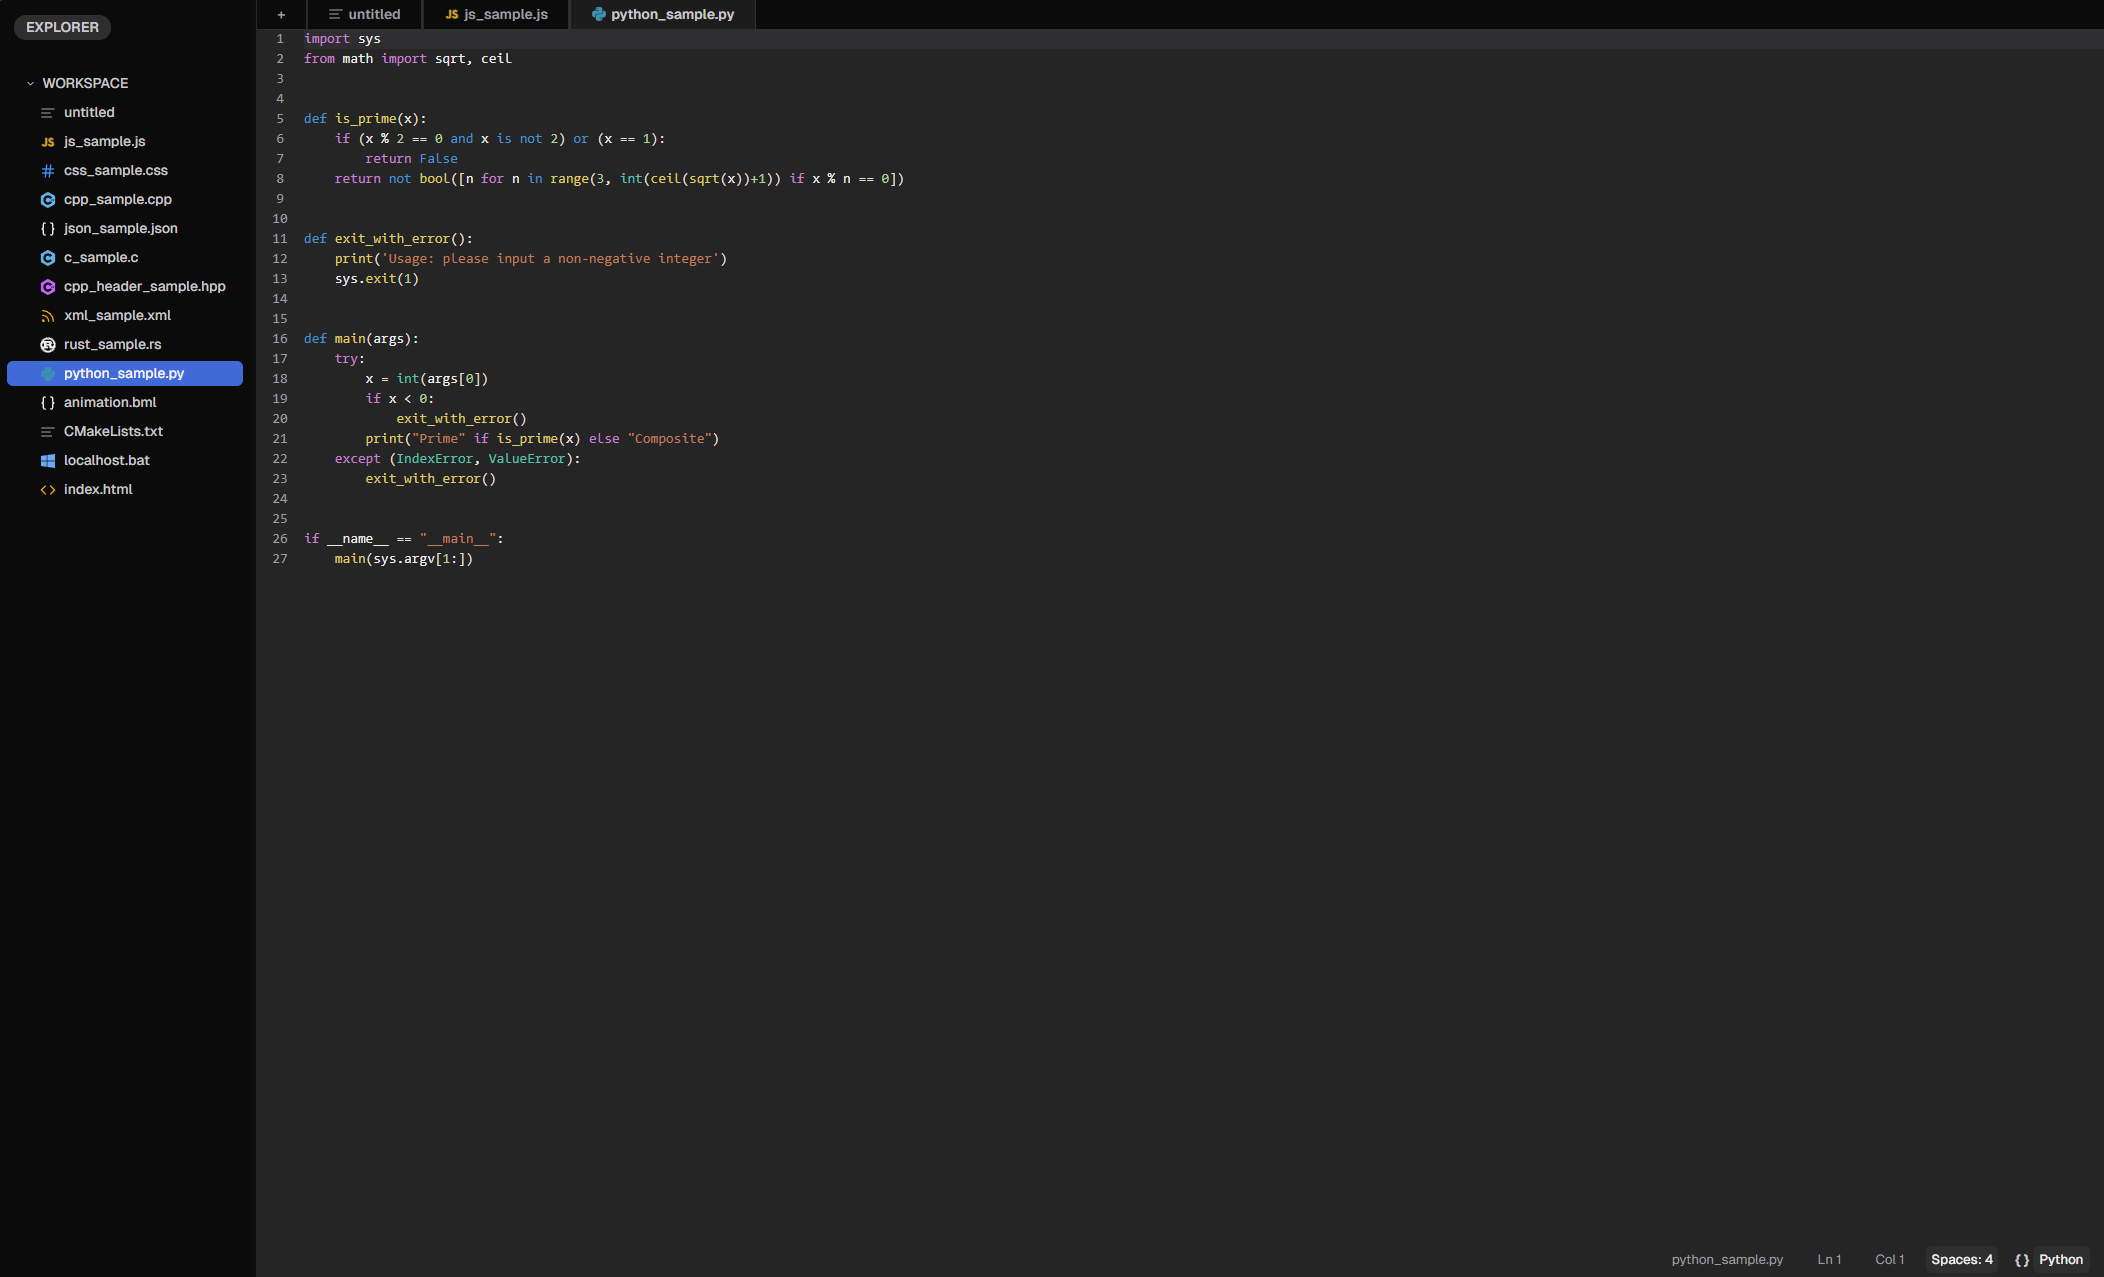 EXPLORER
WORKSPACE
untitled
JS js_sample.js
# css_sample.css
C cpp_sample.cpp
{} json_sample.json
C c_sample.c
C cpp_header_sample.hpp
xml_sample.xml
R rust_sample.rs
python_sample.py
{} animation.bml
CMakeLists.txt
localhost.bat
<> index.html
+ untitled JS js_sample.js python_sample.py
1 import sys
2 from math import sqrt, ceil
3
4
5 def is_prime(x):
6     if (x % 2 == 0 and x is not 2) or (x == 1):
7         return False
8     return not bool([n for n in range(3, int(ceil(sqrt(x))+1)) if x % n == 0])
9
10
11 def exit_with_error():
12     print('Usage: please input a non-negative integer')
13     sys.exit(1)
14
15
16 def main(args):
17     try:
18         x = int(args[0])
19         if x < 0:
20             exit_with_error()
21         print("Prime" if is_prime(x) else "Composite")
22     except (IndexError, ValueError):
23         exit_with_error()
24
25
26 if __name__ == "__main__":
27     main(sys.argv[1:])
python_sample.py Ln 1 Col 1 Spaces: 4 {} Python